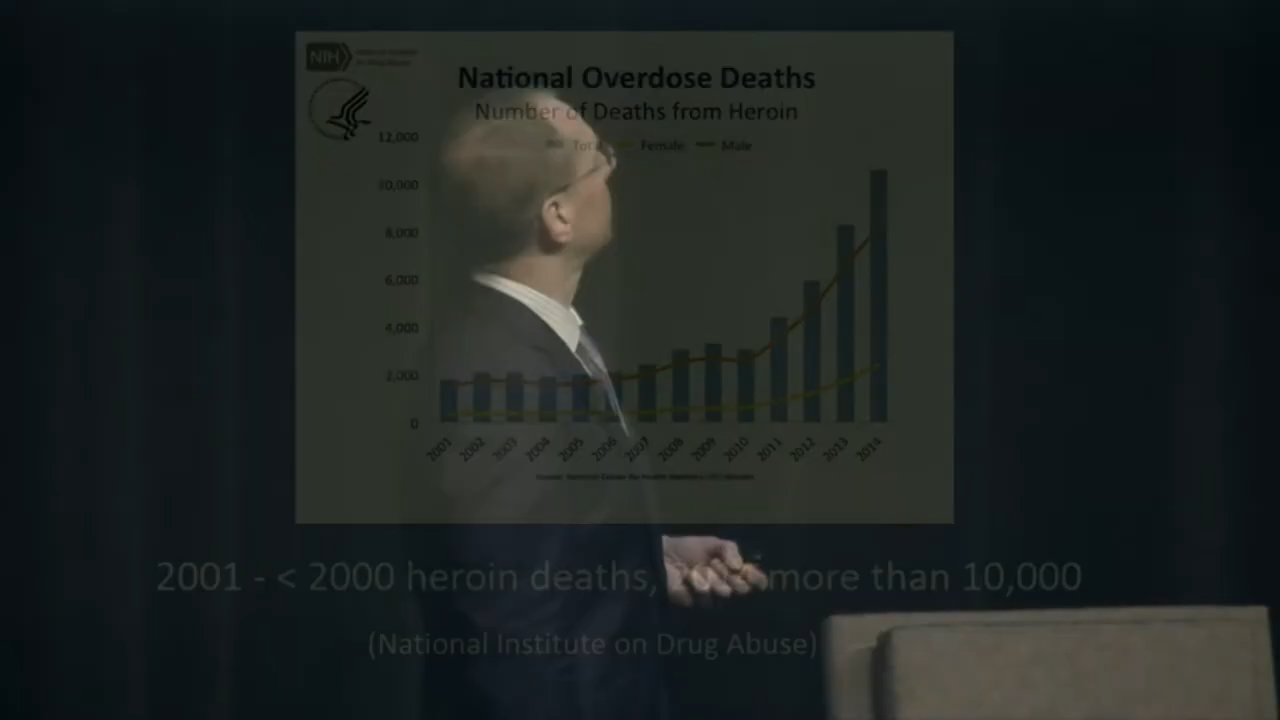 NIH
National Overdose Deaths
Number of Deaths from Heroin
Total Female Male
12,000
10,000
8,000
6,000
4,000
2,000
0
2001 2002 2003 2004 2005 2006 2007 2008 2009 2010 2011 2012 2013 2014
2001 - < 2000 heroin deaths, more than 10,000
(National Institute on Drug Abuse)